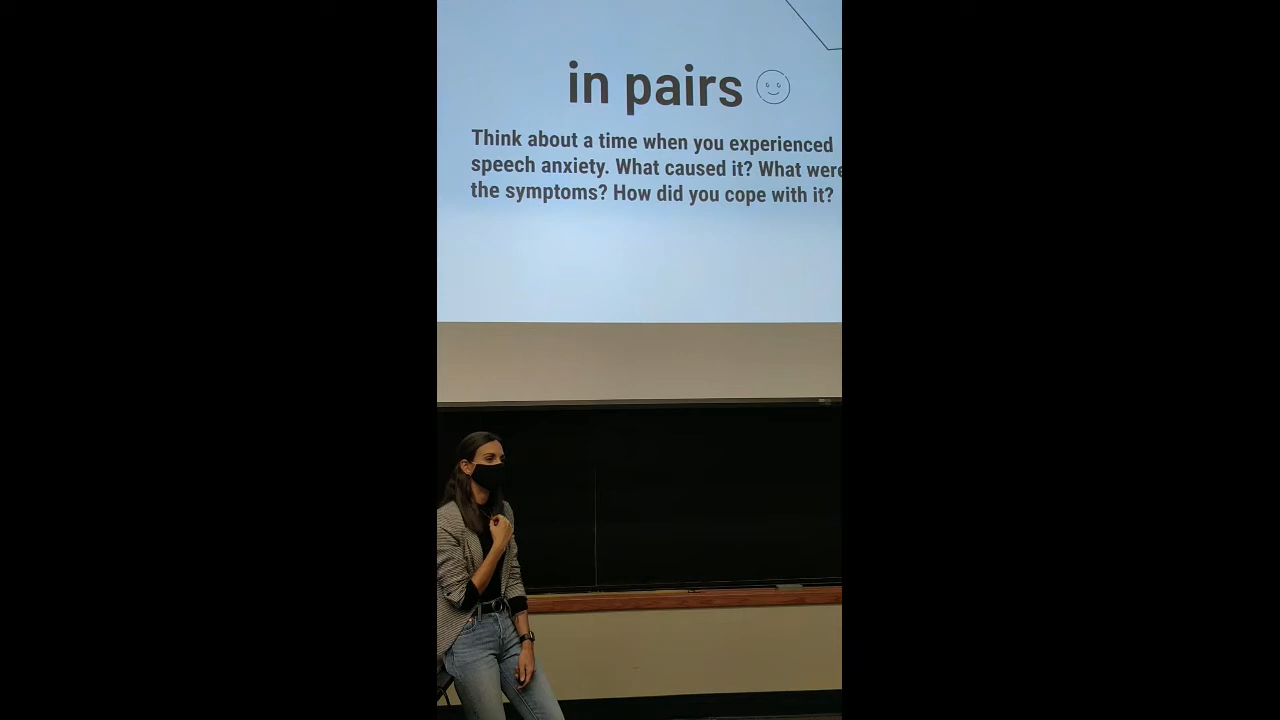 in pairs
Think about a time when you experienced
speech anxiety. What caused it? What were
the symptoms? How did you cope with it?